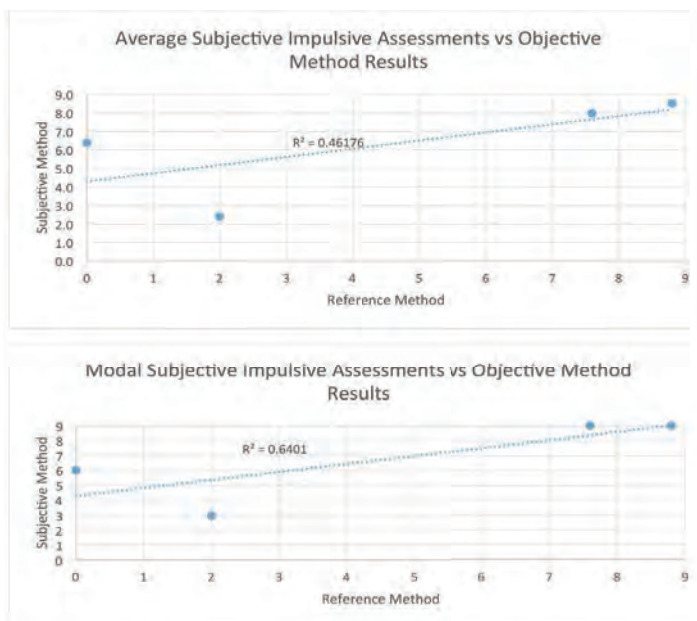 Average Subjective Impulsive Assessments vs Objective
Method Results
Subjective Method
9.0
8.0
7.0
6.0
5.0
4.0
3.0
2.0
1.0
0.0
R² = 0.46176
0 1 2 3 4 5 6 7 8 9
Reference Method
Modal Subjective Impulsive Assessments vs Objective Method
Results
Subjective Method
9
8
7
6
5
4
3
2
1
0
R² = 0.6401
0 1 2 3 4 5 6 7 8 9
Reference Method